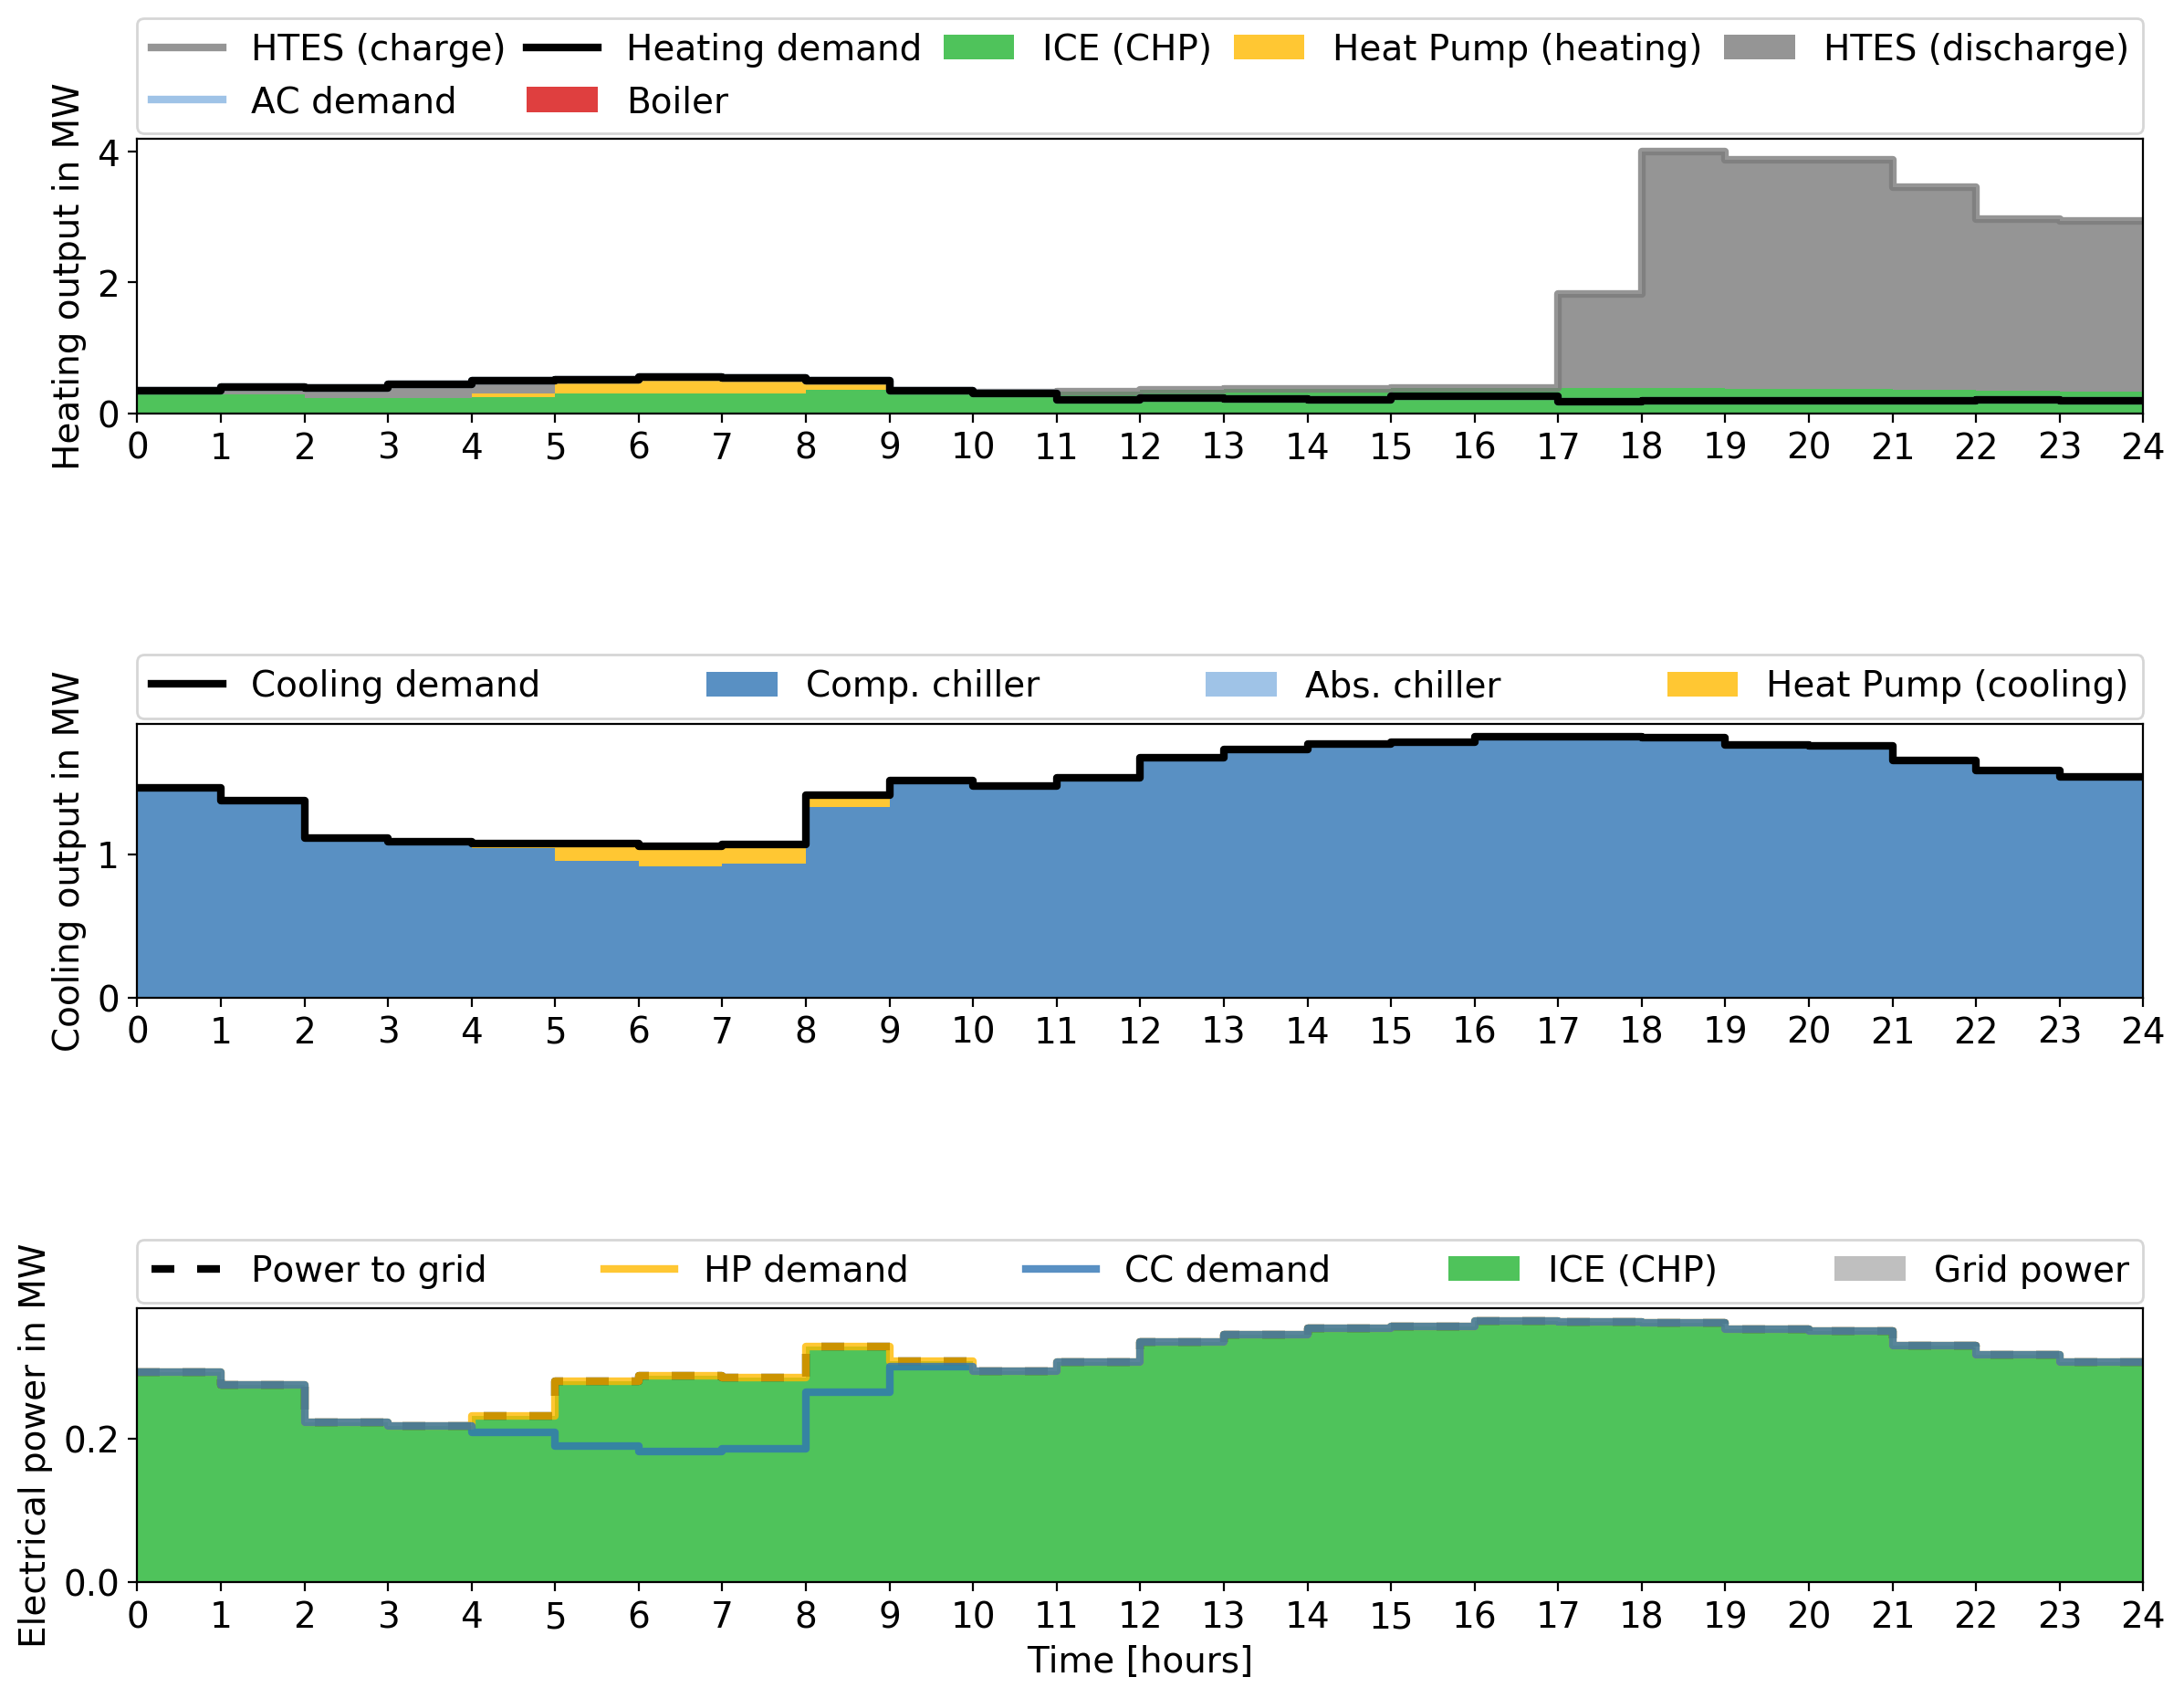 HTES (charge) Heating demand ICE (CHP) Heat Pump (heating) HTES (discharge)
AC demand Boiler
Heating output in MW
4
2
0
0 1 2 3 4 5 6 7 8 9 10 11 12 13 14 15 16 17 18 19 20 21 22 23 24
Cooling demand Comp. chiller Abs. chiller Heat Pump (cooling)
Cooling output in MW
1
0
0 1 2 3 4 5 6 7 8 9 10 11 12 13 14 15 16 17 18 19 20 21 22 23 24
Power to grid HP demand CC demand ICE (CHP) Grid power
Electrical power in MW
0.2
0.0
0 1 2 3 4 5 6 7 8 9 10 11 12 13 14 15 16 17 18 19 20 21 22 23 24
Time [hours]